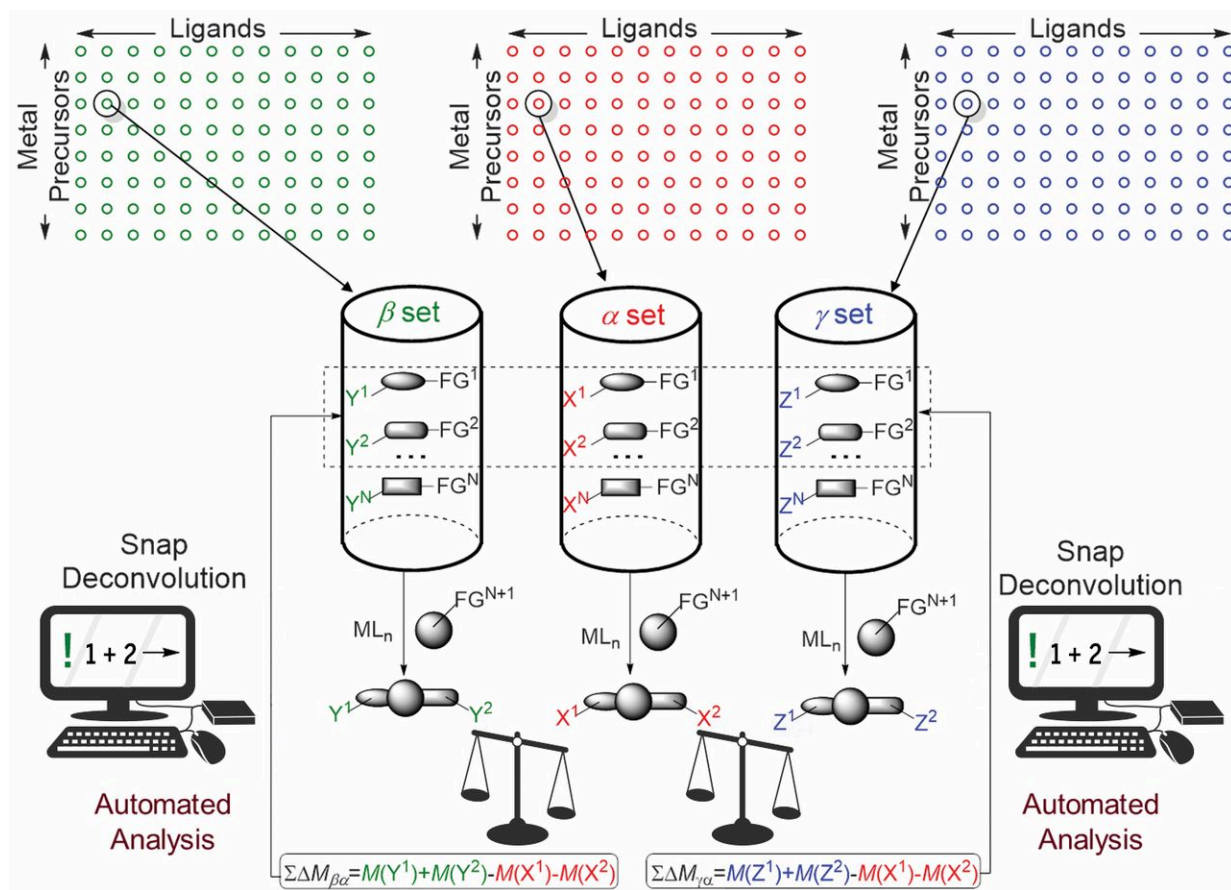 Ligands
Ligands
Ligands
Metal
Precursors
Metal
Precursors
Metal
Precursors
β set
α set
γ set
Y¹ FG¹
X¹ FG¹
Z¹ FG¹
Y² FG²
X² FG²
Z² FG²
...
...
...
Yᴺ FGᴺ
Xᴺ FGᴺ
Zᴺ FGᴺ
Snap
Deconvolution
Snap
Deconvolution
FGᴺ⁺¹
FGᴺ⁺¹
FGᴺ⁺¹
MLₙ
MLₙ
MLₙ
! 1 + 2
! 1 + 2
Y¹ Y²
X¹ X²
Z¹ Z²
Automated
Analysis
Automated
Analysis
ΣΔM_βα=M(Y¹)+M(Y²)-M(X¹)-M(X²)
ΣΔM_γα=M(Z¹)+M(Z²)-M(X¹)-M(X²)